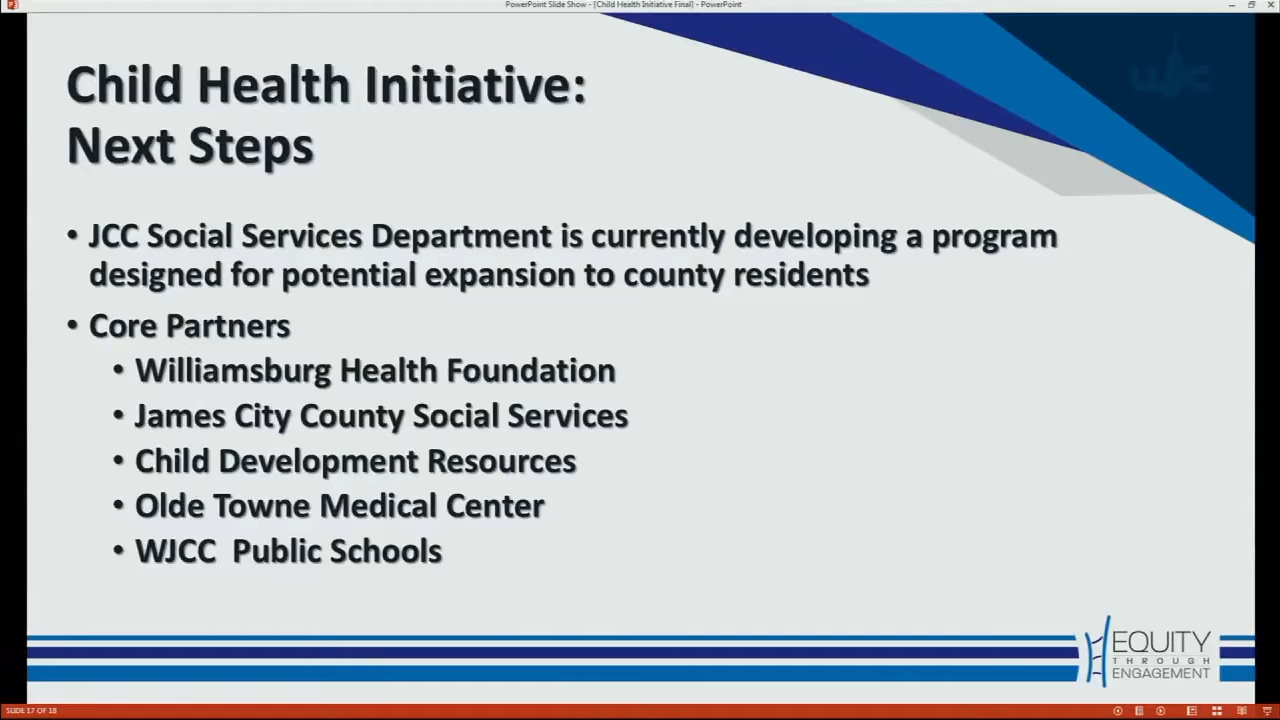 PowerPoint Slide Show - [Child Health Initiative Final] - PowerPoint
Child Health Initiative:
Next Steps
• JCC Social Services Department is currently developing a program
designed for potential expansion to county residents
• Core Partners
• Williamsburg Health Foundation
• James City County Social Services
• Child Development Resources
• Olde Towne Medical Center
• WJCC  Public Schools
EQUITY
THROUGH
ENGAGEMENT
SLIDE 17 OF 18